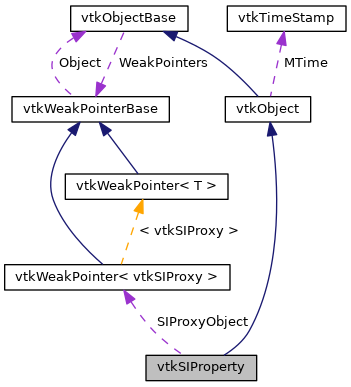 vtkObjectBase
vtkTimeStamp
Object
WeakPointers
MTime
vtkWeakPointerBase
vtkObject
vtkWeakPointer< T >
< vtkSIProxy >
vtkWeakPointer< vtkSIProxy >
SIProxyObject
vtkSIProperty